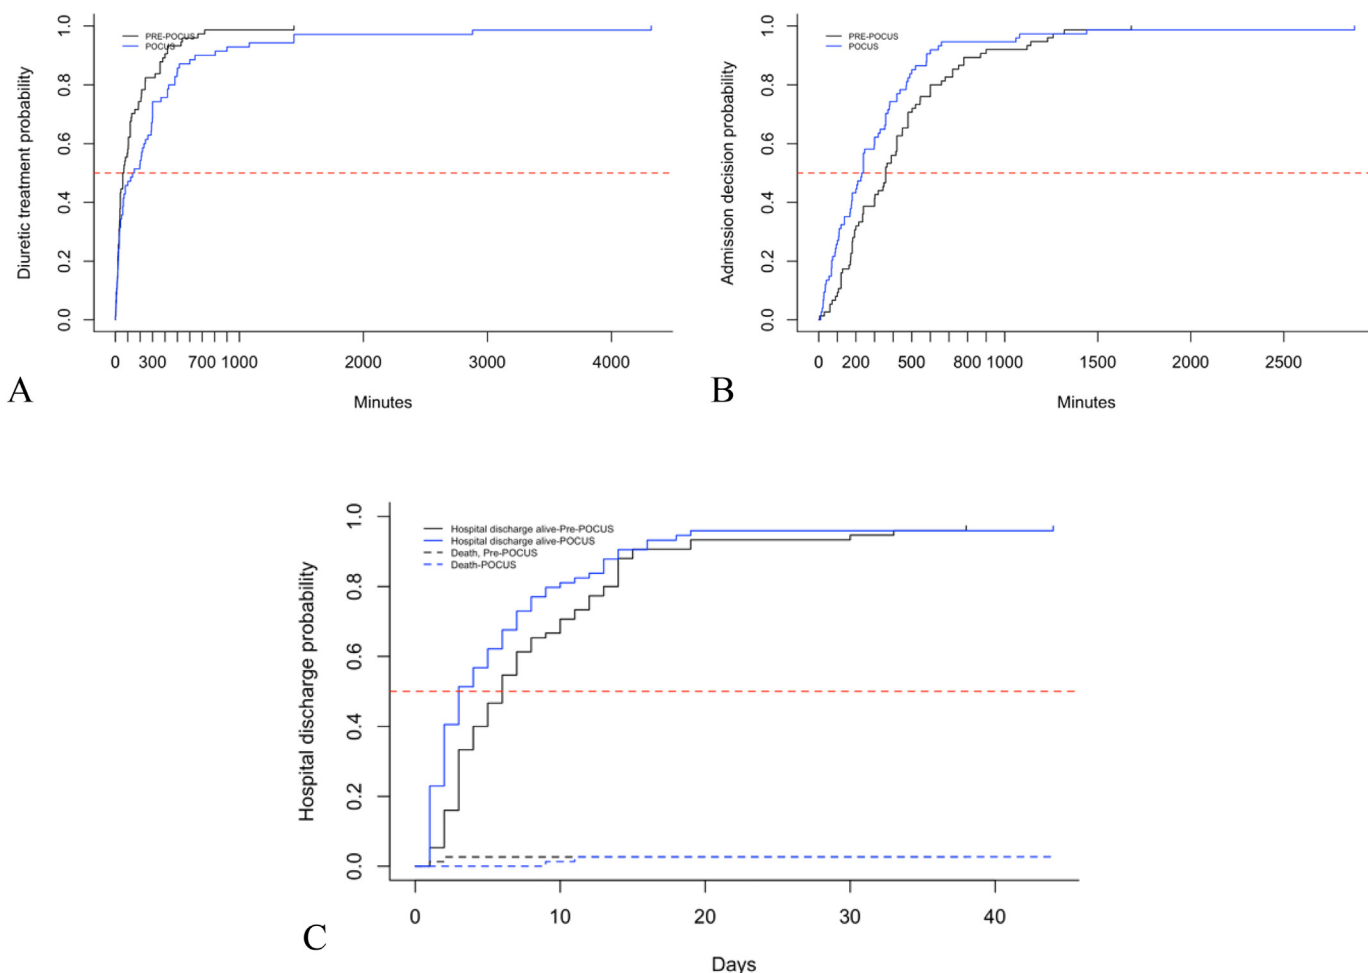 Diuretic treatment probability
0.0 0.2 0.4 0.6 0.8 1.0
PRE-POCUS
POCUS
0 300 700 1000 2000 3000 4000
Minutes
A
Admission decision probability
0.0 0.2 0.4 0.6 0.8 1.0
PRE-POCUS
POCUS
0 200 500 800 1000 1500 2000 2500
Minutes
B
Hospital discharge probability
0.0 0.2 0.4 0.6 0.8 1.0
Hospital discharge alive-Pre-POCUS
Hospital discharge alive-POCUS
Death, Pre-POCUS
Death-POCUS
0 10 20 30 40
Days
C